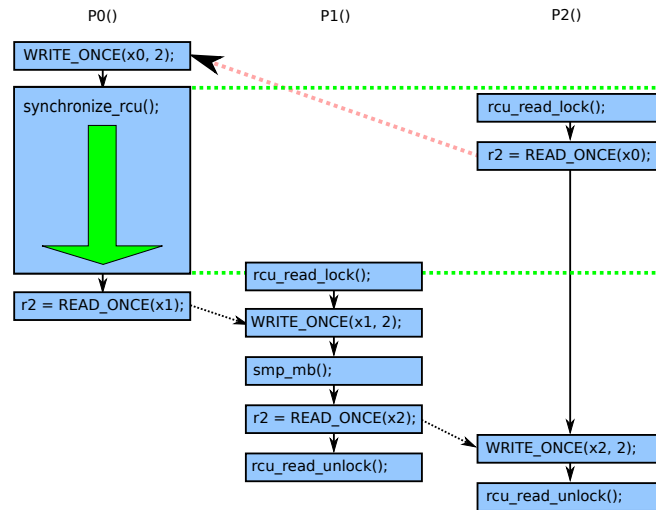 P0()
P1()
P2()
WRITE_ONCE(x0, 2);
synchronize_rcu();
rcu_read_lock();
r2 = READ_ONCE(x0);
rcu_read_lock();
r2 = READ_ONCE(x1);
WRITE_ONCE(x1, 2);
smp_mb();
r2 = READ_ONCE(x2);
WRITE_ONCE(x2, 2);
rcu_read_unlock();
rcu_read_unlock();